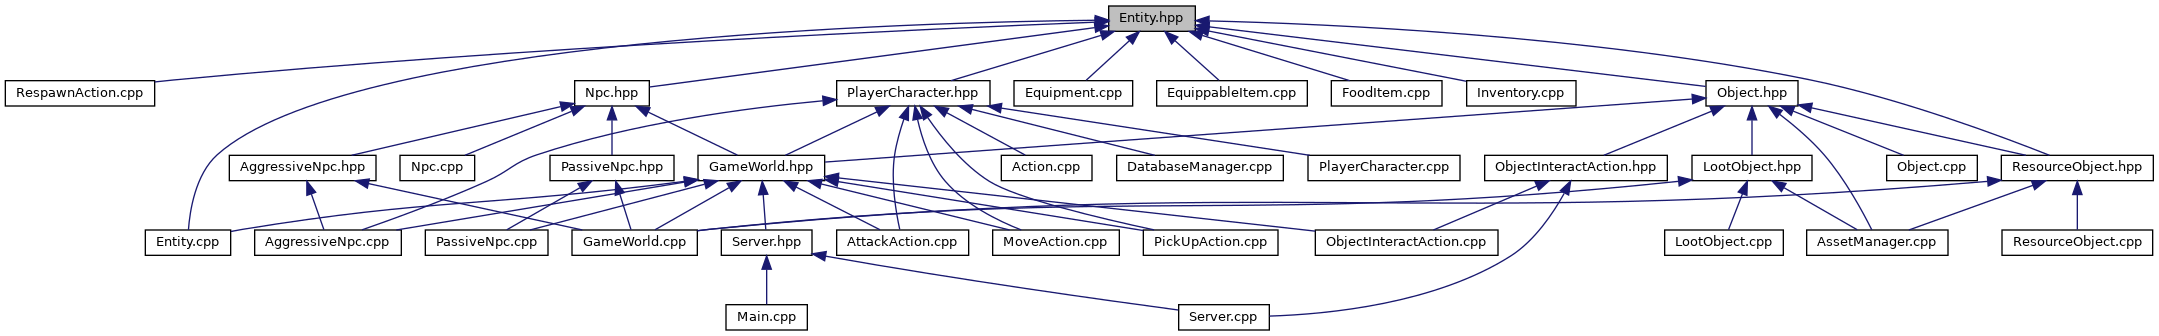 Entity.hpp
RespawnAction.cpp
Npc.hpp
PlayerCharacter.hpp
Equipment.cpp
EquippableItem.cpp
FoodItem.cpp
Inventory.cpp
Object.hpp
AggressiveNpc.hpp
Npc.cpp
PassiveNpc.hpp
GameWorld.hpp
Action.cpp
DatabaseManager.cpp
PlayerCharacter.cpp
ObjectInteractAction.hpp
LootObject.hpp
Object.cpp
ResourceObject.hpp
Entity.cpp
AggressiveNpc.cpp
PassiveNpc.cpp
GameWorld.cpp
Server.hpp
AttackAction.cpp
MoveAction.cpp
PickUpAction.cpp
ObjectInteractAction.cpp
LootObject.cpp
AssetManager.cpp
ResourceObject.cpp
Main.cpp
Server.cpp